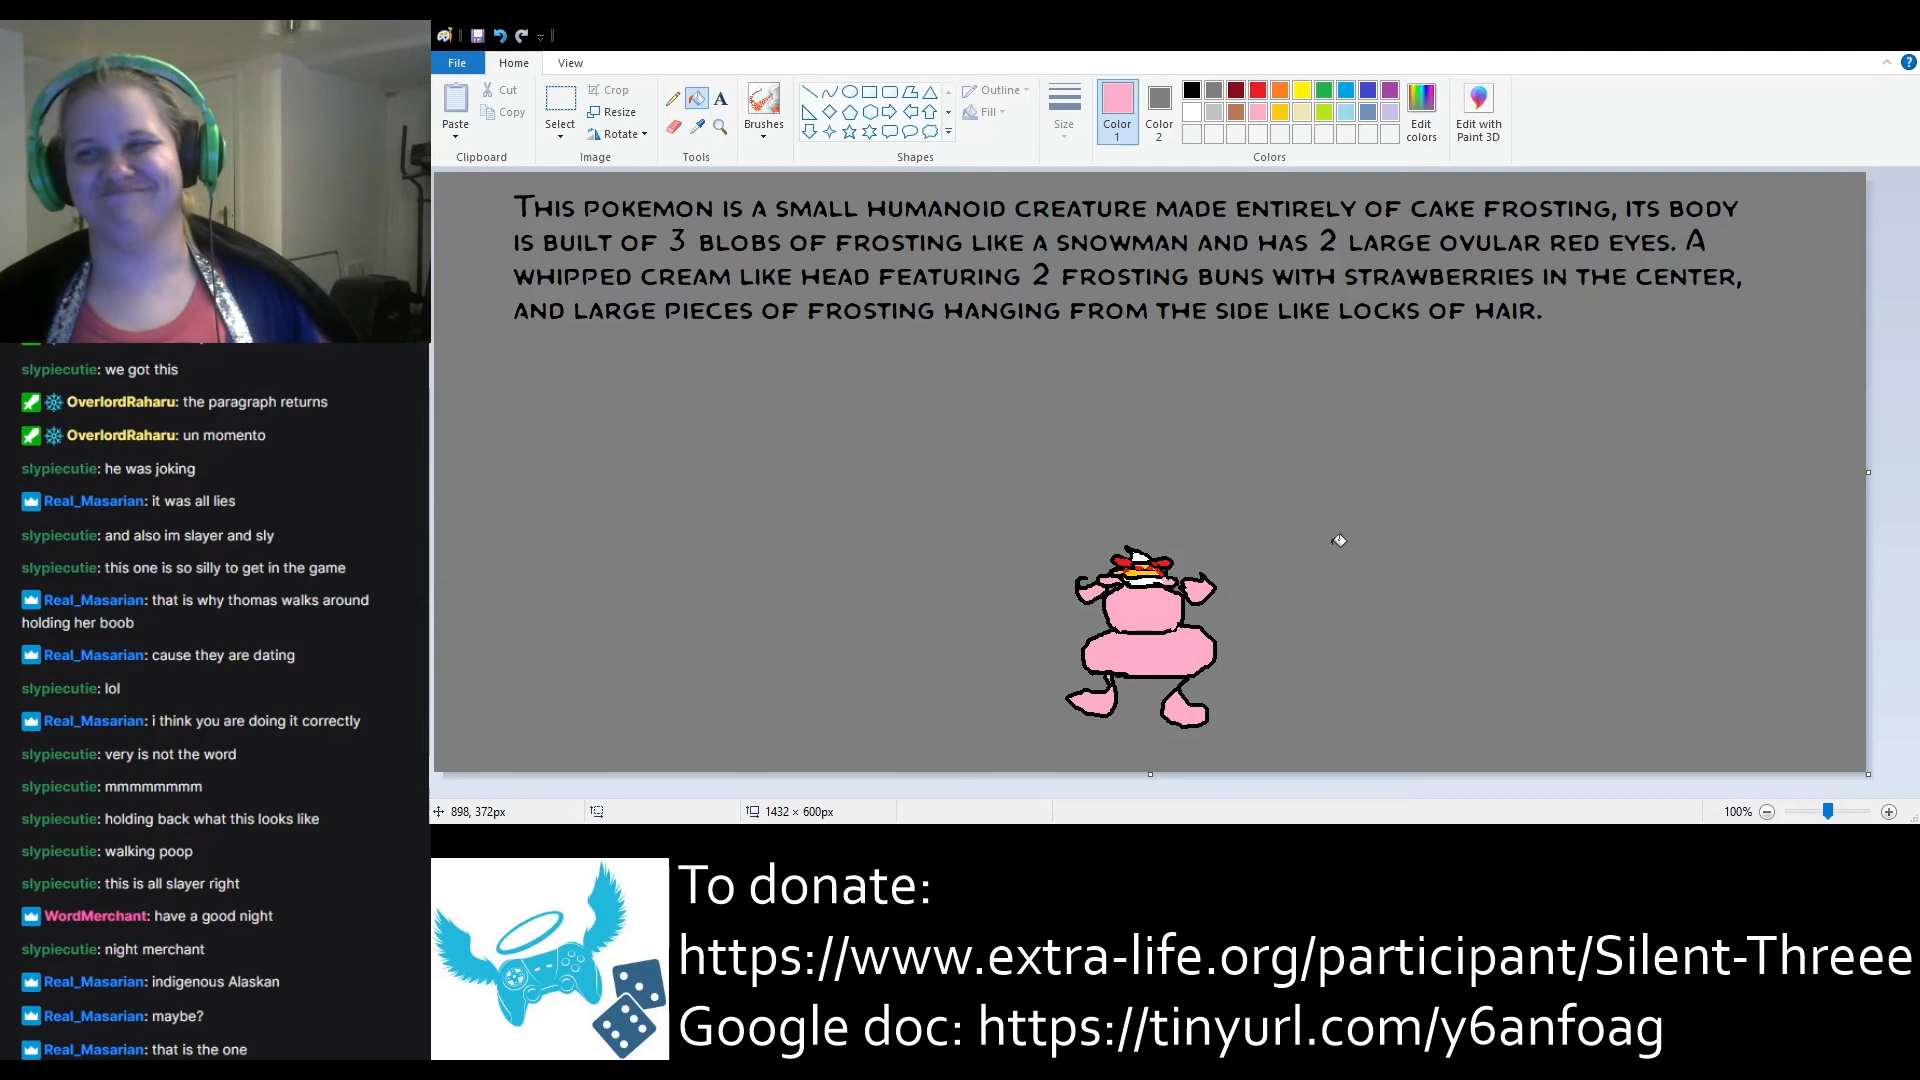 File Home View
Paste
Cut
Copy
Clipboard
Select
Crop
Resize
Rotate
Image
A
Tools
Brushes
Shapes
Outline
Fill
Size
Color 1
Color 2
Colors
Edit colors
Edit with Paint 3D
This pokemon is a small humanoid creature made entirely of cake frosting, its body
is built of 3 blobs of frosting like a snowman and has 2 large ovular red eyes. A
whipped cream like head featuring 2 frosting buns with strawberries in the center,
and large pieces of frosting hanging from the side like locks of hair.
slypiecutie: we got this
OverlordRaharu: the paragraph returns
OverlordRaharu: un momento
slypiecutie: he was joking
Real_Masarian: it was all lies
slypiecutie: and also im slayer and sly
slypiecutie: this one is so silly to get in the game
Real_Masarian: that is why thomas walks around
holding her boob
Real_Masarian: cause they are dating
slypiecutie: lol
Real_Masarian: i think you are doing it correctly
slypiecutie: very is not the word
slypiecutie: mmmmmmmm
slypiecutie: holding back what this looks like
slypiecutie: walking poop
slypiecutie: this is all slayer right
WordMerchant: have a good night
slypiecutie: night merchant
Real_Masarian: indigenous Alaskan
Real_Masarian: maybe?
Real_Masarian: that is the one
898, 372px
1432 × 600px
100%
To donate:
https://www.extra-life.org/participant/Silent-Threee
Google doc: https://tinyurl.com/y6anfoag